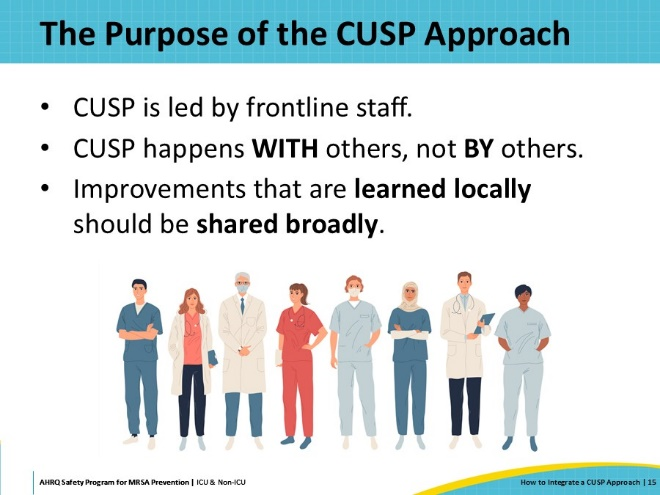 The Purpose of the CUSP Approach
• CUSP is led by frontline staff.
• CUSP happens WITH others, not BY others.
• Improvements that are learned locally
should be shared broadly.
AHRQ Safety Program for MRSA Prevention | ICU & Non-ICU
How to Integrate a CUSP Approach | 15